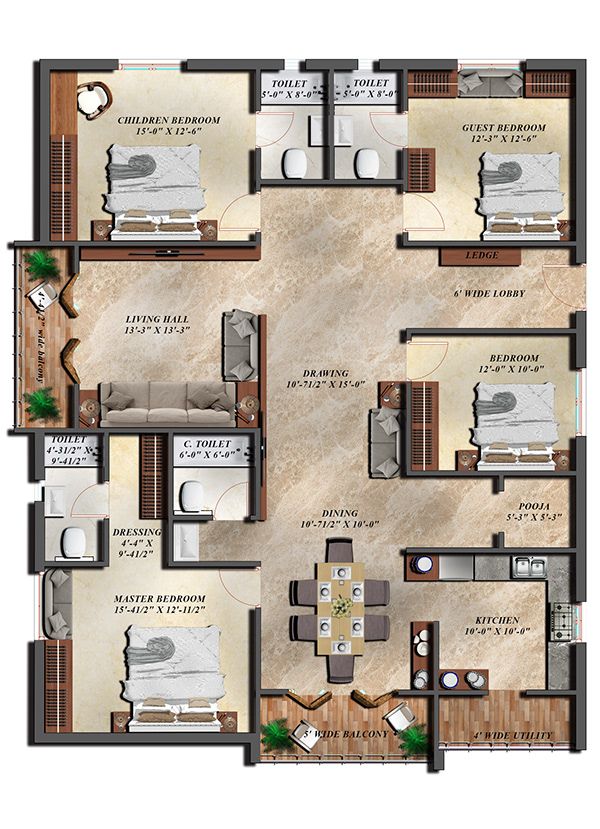 TOILET
5'-0" X 8'-0"
TOILET
5'-0" X 8'-0"
CHILDREN BEDROOM
15'-0" X 12'-6"
GUEST BEDROOM
12'-3" X 12'-6"
LEDGE
6' WIDE LOBBY
4'-4 1/2" wide balcony
LIVING HALL
13'-3" X 13'-3"
DRAWING
10'-71/2" X 15'-0"
BEDROOM
12'-0" X 10'-0"
TOILET
4'-31/2" X
9'-41/2"
C. TOILET
6'-0" X 6'-0"
DRESSING
4'-4" X
9'-41/2"
DINING
10'-71/2" X 10'-0"
POOJA
5'-3" X 5'-3"
MASTER BEDROOM
15'-41/2" X 12'-11/2"
KITCHEN
10'-0" X 10'-0"
5' WIDE BALCONY
4' WIDE UTILITY